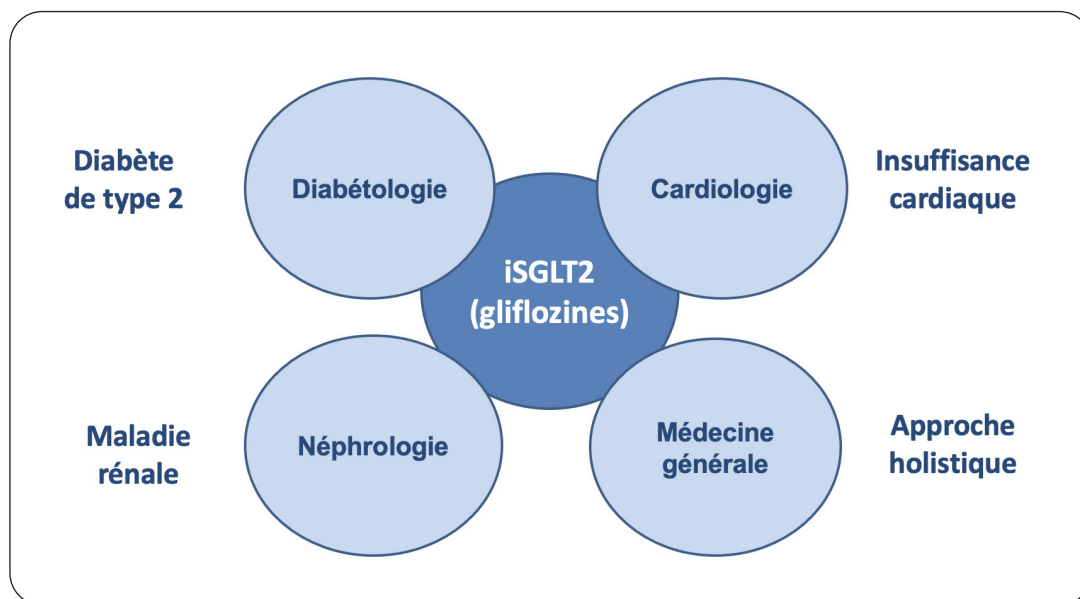 Diabète
de type 2
Diabétologie
Cardiologie
Insuffisance
cardiaque
iSGLT2
(gliflozines)
Maladie
rénale
Néphrologie
Médecine
générale
Approche
holistique